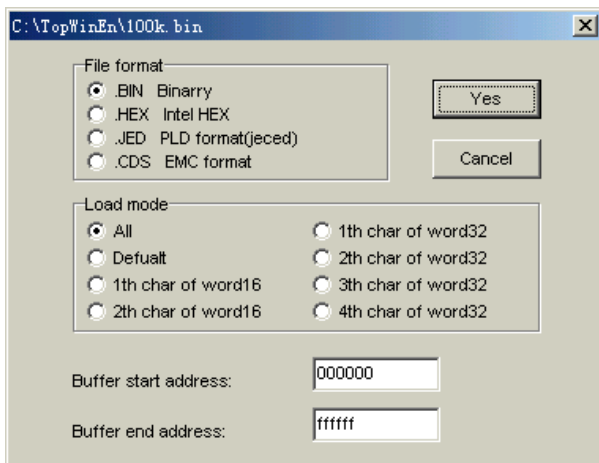 C:\TopWinEn\100k.bin
File format
.BIN Binarry
.HEX Intel HEX
.JED PLD format(jeced)
.CDS EMC format
Yes
Cancel
Load mode
All
Defualt
1th char of word16
2th char of word16
1th char of word32
2th char of word32
3th char of word32
4th char of word32
Buffer start address:
000000
Buffer end address:
ffffff